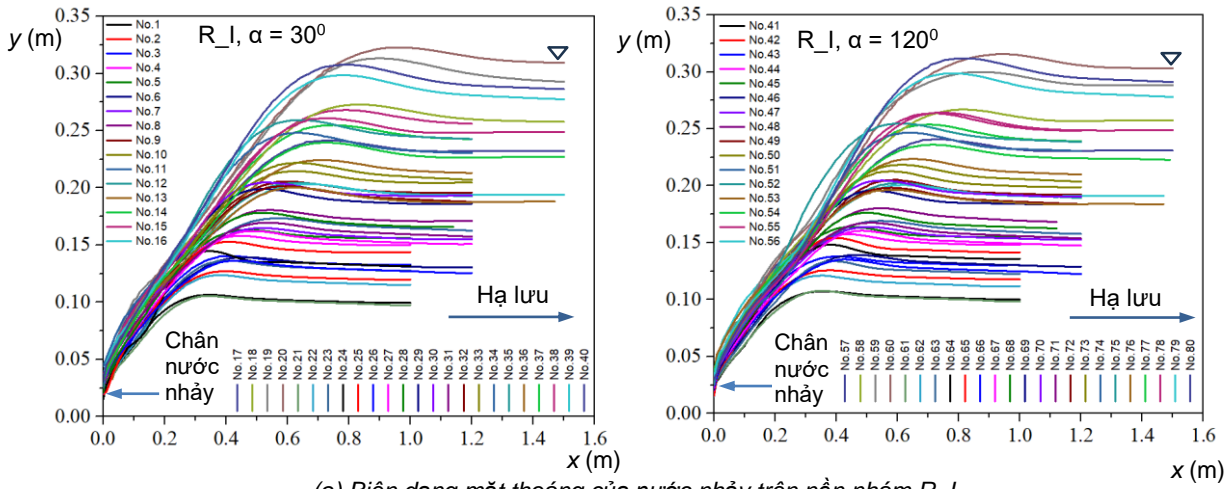 y (m)
0.35
0.30
0.25
0.20
0.15
0.10
0.05
0.00
No.1
No.2
No.3
No.4
No.5
No.6
No.7
No.8
No.9
No.10
No.11
No.12
No.13
No.14
No.15
No.16
R_I, α = 30⁰
Hạ lưu
Chân
nước
nhảy
No.17
No.18
No.19
No.20
No.21
No.22
No.23
No.24
No.25
No.26
No.27
No.28
No.29
No.30
No.31
No.32
No.33
No.34
No.35
No.36
No.37
No.38
No.39
No.40
0.0 0.2 0.4 0.6 0.8 1.0 1.2 1.4 1.6
x (m)
y (m)
0.35
0.30
0.25
0.20
0.15
0.10
0.05
0.00
No.41
No.42
No.43
No.44
No.45
No.46
No.47
No.48
No.49
No.50
No.51
No.52
No.53
No.54
No.55
No.56
R_I, α = 120⁰
Hạ lưu
Chân
nước
nhảy
No.57
No.58
No.59
No.60
No.61
No.62
No.63
No.64
No.65
No.66
No.67
No.68
No.69
No.70
No.71
No.72
No.73
No.74
No.75
No.76
No.77
No.78
No.79
No.80
0.0 0.2 0.4 0.6 0.8 1.0 1.2 1.4 1.6
x (m)
(a) Biên dạng mặt thoáng của nước nhảy trên nền nhám R_I